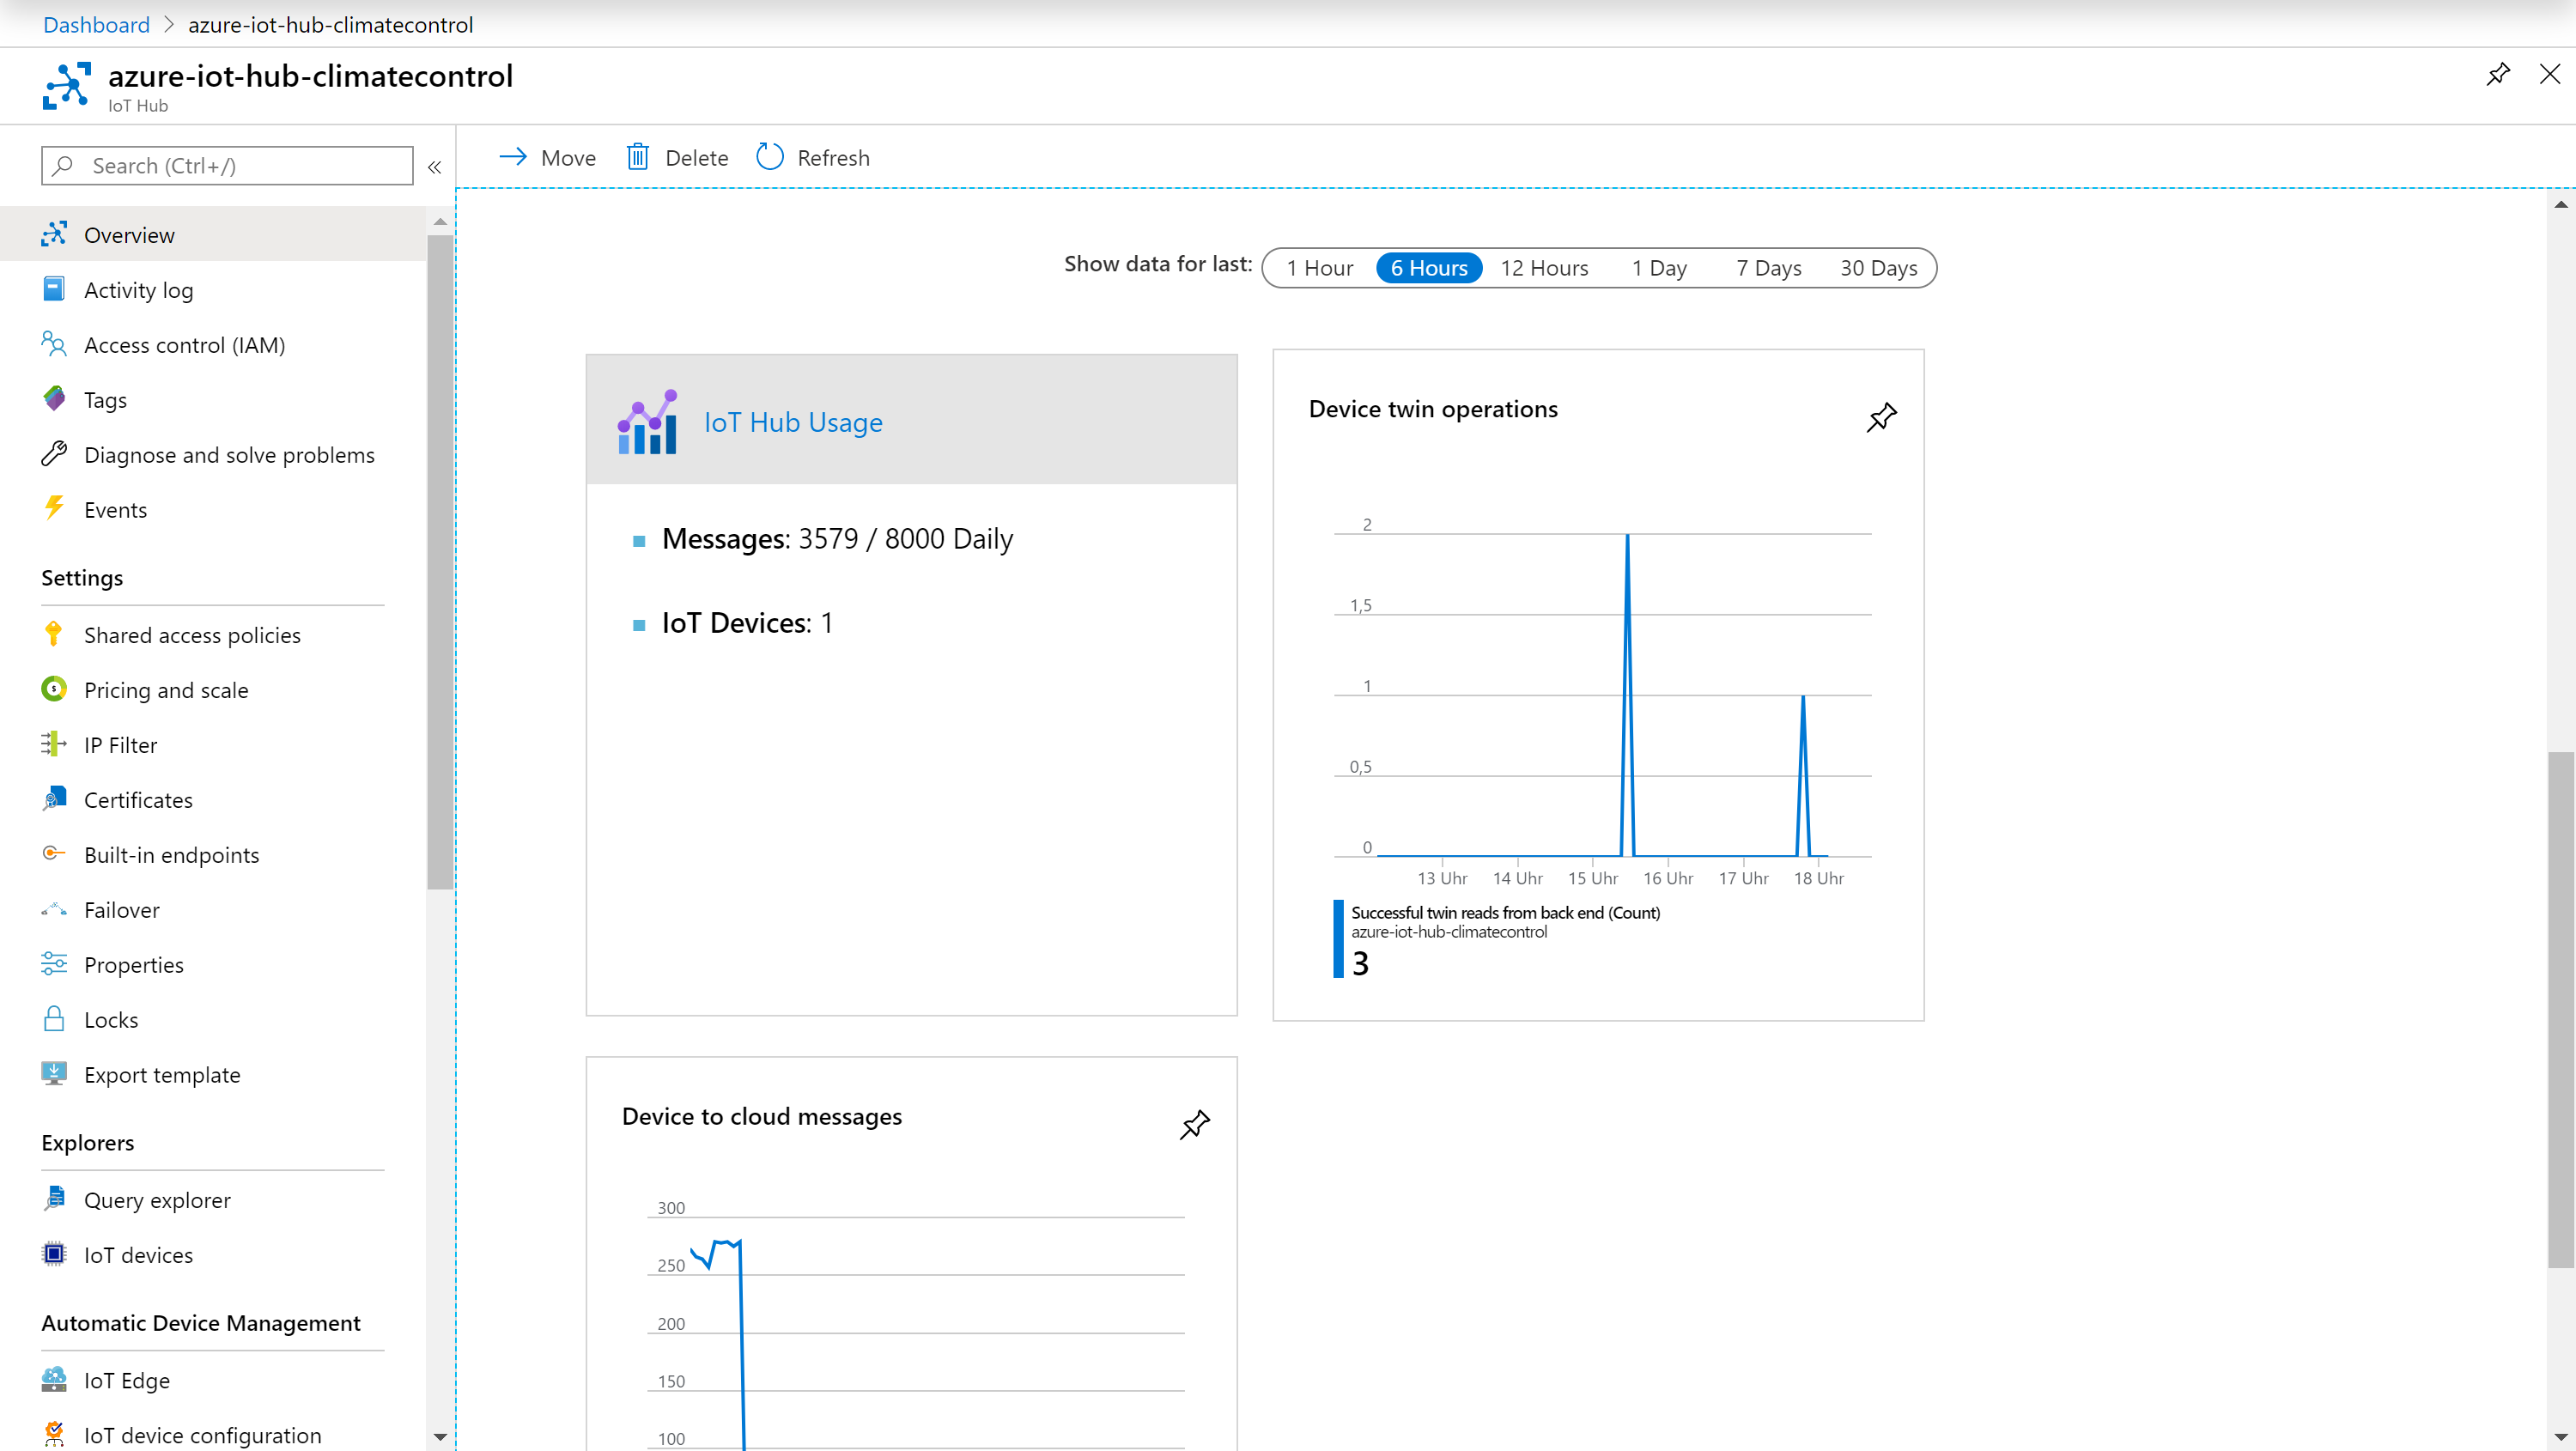 Dashboard > azure-iot-hub-climatecontrol
azure-iot-hub-climatecontrol
IoT Hub
Search (Ctrl+/)
«
Move
Delete
Refresh
Overview
Activity log
Access control (IAM)
Tags
Diagnose and solve problems
Events
Settings
Shared access policies
Pricing and scale
IP Filter
Certificates
Built-in endpoints
Failover
Properties
Locks
Export template
Explorers
Query explorer
IoT devices
Automatic Device Management
IoT Edge
IoT device configuration
Show data for last: 1 Hour 6 Hours 12 Hours 1 Day 7 Days 30 Days
IoT Hub Usage
Messages: 3579 / 8000 Daily
IoT Devices: 1
Device twin operations
2
1,5
1
0,5
0
13 Uhr 14 Uhr 15 Uhr 16 Uhr 17 Uhr 18 Uhr
Successful twin reads from back end (Count)
azure-iot-hub-climatecontrol
3
Device to cloud messages
300
250
200
150
100